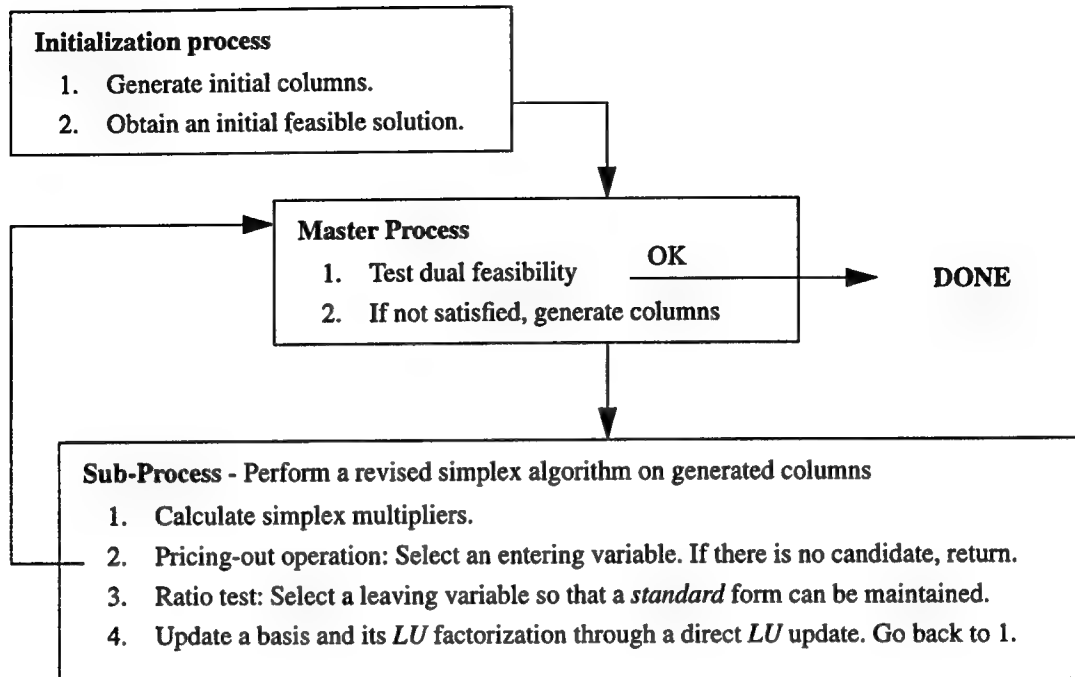 Initialization process
1. Generate initial columns.
2. Obtain an initial feasible solution.
Master Process
1. Test dual feasibility
OK
DONE
2. If not satisfied, generate columns
Sub-Process - Perform a revised simplex algorithm on generated columns
1. Calculate simplex multipliers.
2. Pricing-out operation: Select an entering variable. If there is no candidate, return.
3. Ratio test: Select a leaving variable so that a standard form can be maintained.
4. Update a basis and its LU factorization through a direct LU update. Go back to 1.